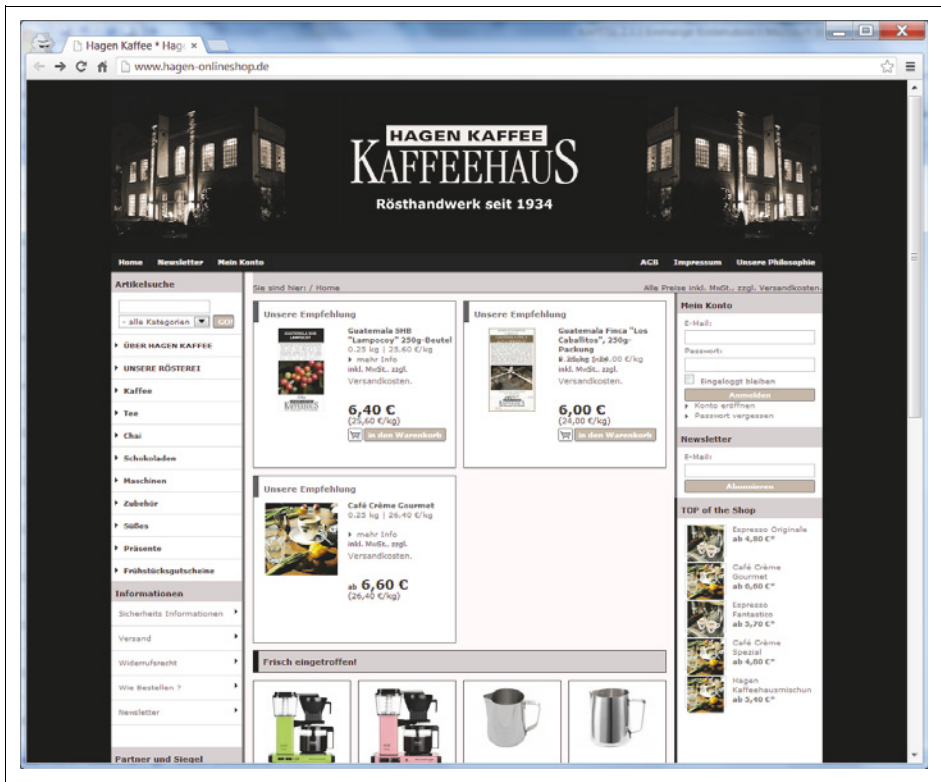 Hagen Kaffee * Hag
www.hagen-onlineshop.de
HAGEN KAFFEE
KAFFEEHAUS
Rösthandwerk seit 1934
Home Newsletter Mein Konto
AGB Impressum Unsere Philosophie
Artikelsuche
- alle Kategorien
GO!
ÜBER HAGEN KAFFEE
UNSERE RÖSTEREI
Kaffee
Tee
Chai
Schokoladen
Maschinen
Zubehör
Süßes
Präsente
Frühstücksgutscheine
Informationen
Sicherheits Informationen
Versand
Widerrufsrecht
Wie Bestellen ?
Newsletter
Partner und Siegel
Sie sind hier: / Home
Alle Preise inkl. MwSt., zzgl. Versandkosten.
Unsere Empfehlung
Guatemala SHB
"Lampocoy" 250g-Beutel
0.25 kg | 25.60 €/kg
mehr Info
inkl. MwSt., zzgl.
Versandkosten.
6,40 €
(25,60 €/kg)
in den Warenkorb
Unsere Empfehlung
Guatemala Finca "Los
Caballitos", 250g-
Packung
inkl. MwSt., zzgl.
Versandkosten.
6,00 €
(24,00 €/kg)
in den Warenkorb
Unsere Empfehlung
Café Crème Gourmet
0.25 kg | 26.40 €/kg
mehr Info
inkl. MwSt., zzgl.
Versandkosten.
ab 6,60 €
(26,40 €/kg)
Frisch eingetroffen!
Mein Konto
E-Mail:
Passwort:
Eingeloggt bleiben
Anmelden
Konto eröffnen
Passwort vergessen
Newsletter
E-Mail:
Abonnieren
TOP of the Shop
Espresso Originale
ab 4,80 €*
Café Crème
Gourmet
ab 6,60 €*
Espresso
Fantastico
ab 5,70 €*
Café Crème
Spezial
ab 4,80 €*
Hagen
Kaffeehausmischun
ab 5,40 €*